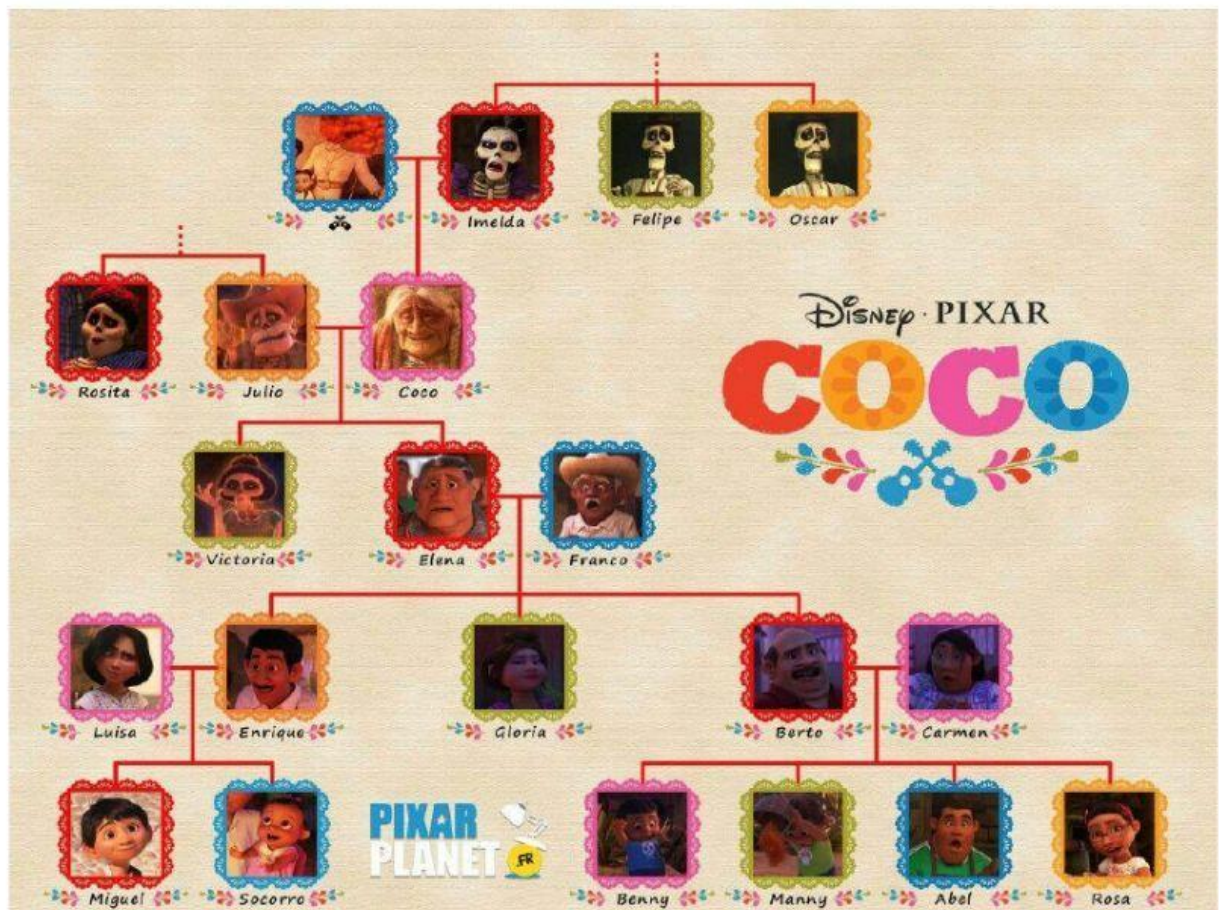 Imelda Felipe Oscar
DISNEY · PIXAR
COCO
Rosita Julio Coco
Victoria Elena Franco
Luisa Enrique Gloria Berto Carmen
PIXAR
PLANET .FR
Miguel Socorro Benny Manny Abel Rosa